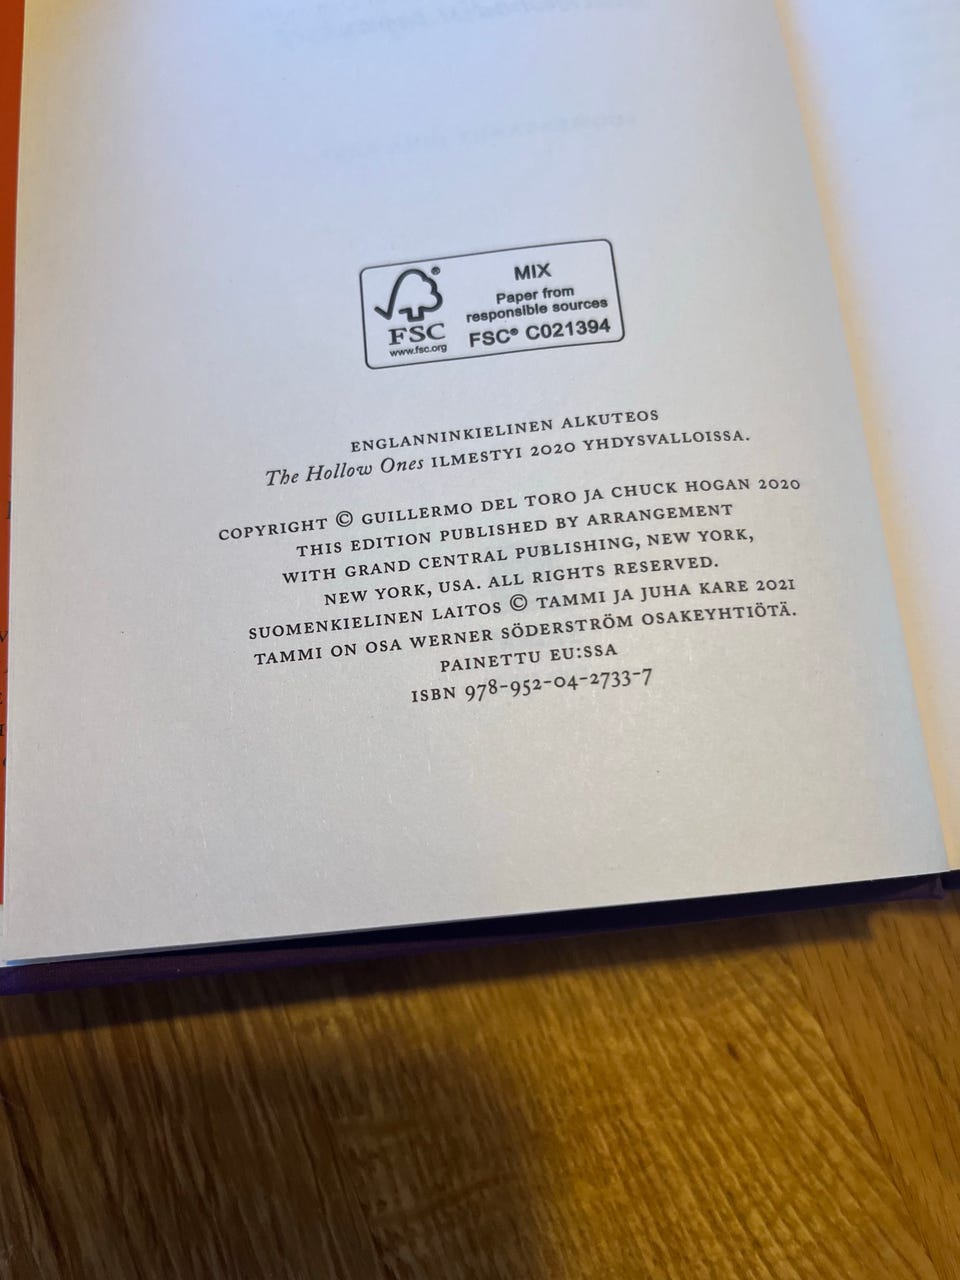 MIX
Paper from
responsible sources
FSC® C021394
FSC
www.fsc.org
ENGLANNINKIELINEN ALKUTEOS
The Hollow Ones ILMESTYI 2020 YHDYSVALLOISSA.
COPYRIGHT © GUILLERMO DEL TORO JA CHUCK HOGAN 2020
THIS EDITION PUBLISHED BY ARRANGEMENT
WITH GRAND CENTRAL PUBLISHING, NEW YORK,
NEW YORK, USA. ALL RIGHTS RESERVED.
SUOMENKIELINEN LAITOS © TAMMI JA JUHA KARE 2021
TAMMI ON OSA WERNER SÖDERSTRÖM OSAKEYHTIÖTÄ.
PAINETTU EU:SSA
ISBN 978-952-04-2733-7